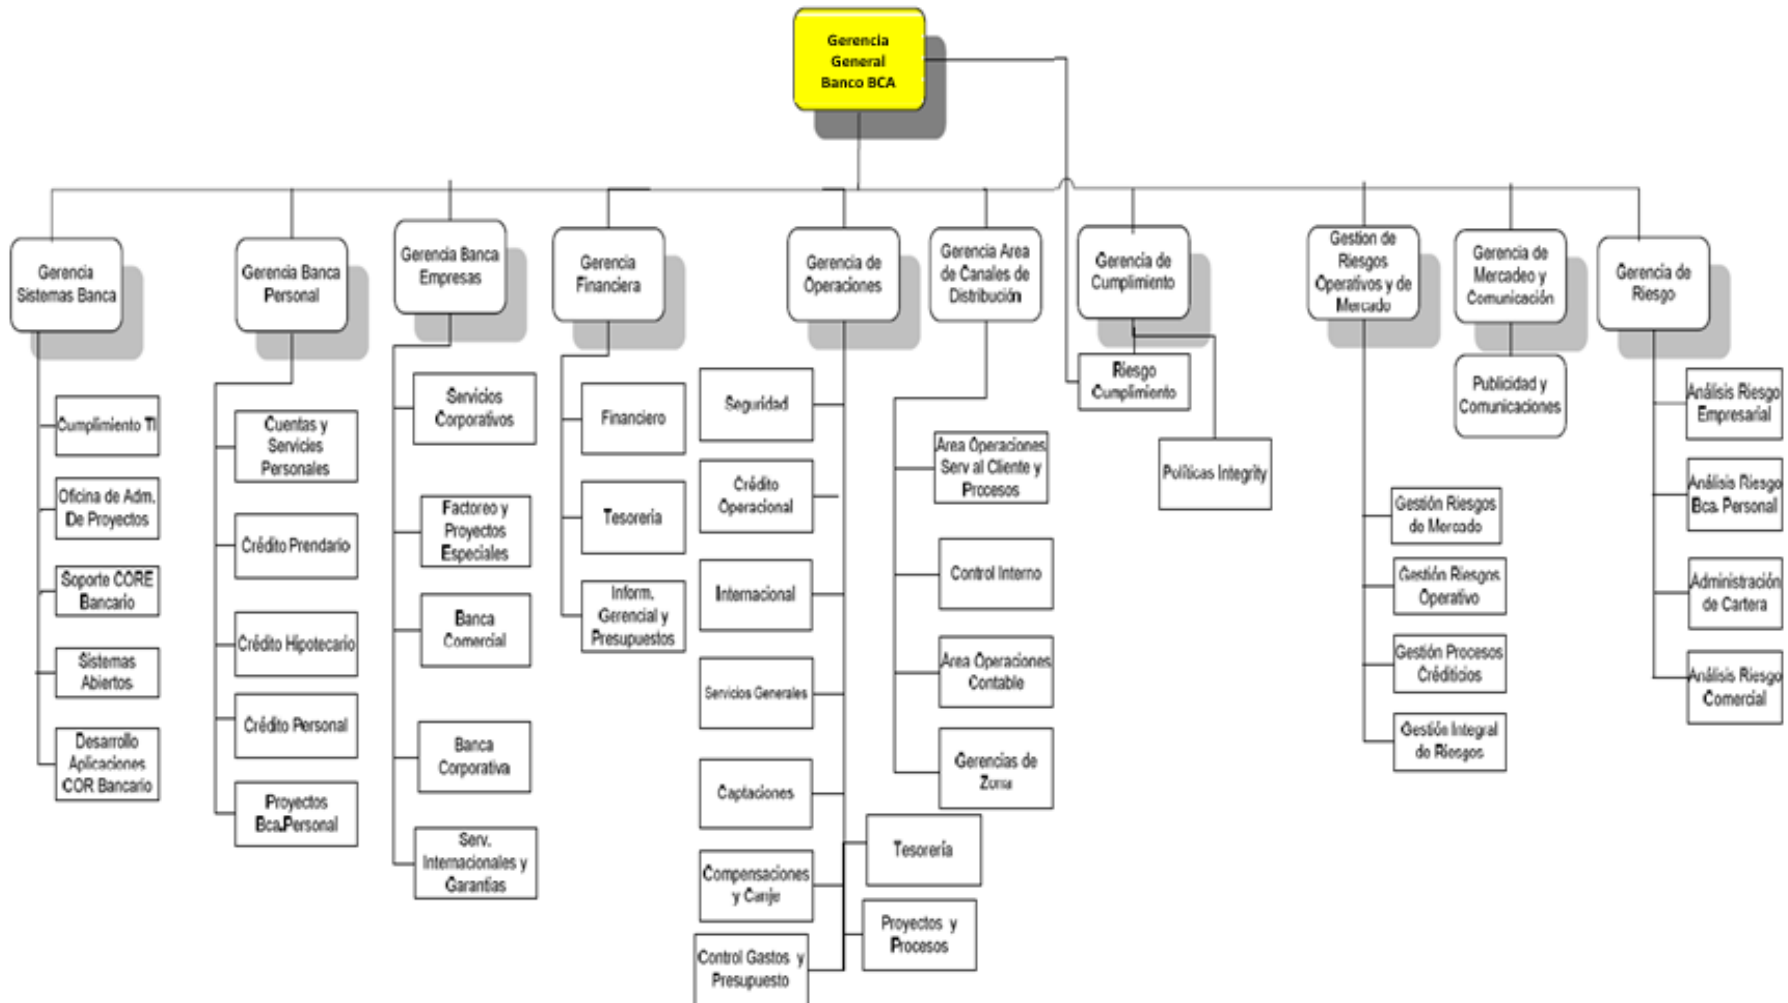 Gerencia
General
Banco BCA
Gerencia
Sistemas Banca
Cumplimiento TI
Oficina de Adm.
De Proyectos
Soporte CORE
Bancario
Sistemas
Abiertos
Desarrollo
Aplicaciones
COR Bancario
Gerencia Banca
Personal
Cuentas y
Servicies
Personales
Crédito Prendario
Crédito Hipotecario
Crédito Personal
Proyectos
Bca.Personal
Gerencia Banca
Empresas
Servicios
Corporativos
Factoreo y
Proyectos
Especiales
Banca
Comercial
Banca
Corporativa
Serv.
Internacionales y
Garantías
Gerencia
Financiera
Financiero
Tesorería
Inform.
Gerencial y
Presupuestos
Gerencia de
Operaciones
Seguridad
Crédito
Operacional
Internacional
Servicios Generales
Captaciones
Compensaciones
y Canje
Control Gastos y
Presupuesto
Tesorería
Proyectos y
Procesos
Gerencia Area
de Canales de
Distribución
Area Operaciones
Serv al Cliente y
Procesos
Control Interno
Area Operaciones
Contable
Gerencias de
Zona
Gerencia de
Cumplimiento
Riesgo
Cumplimiento
Políticas Integrity
Gestion de
Riesgos
Operativos y de
Mercado
Gestión Riesgos
de Mercado
Gestión Riesgos
Operativo
Gestión Procesos
Créditicios
Gestión Integral
de Riesgos
Gerencia de
Mercadeo y
Comunicación
Publicidad y
Comunicaciones
Gerencia de
Riesgo
Análisis Riesgo
Empresarial
Análisis Riesgo
Bca. Personal
Administración
de Cartera
Análisis Riesgo
Comercial